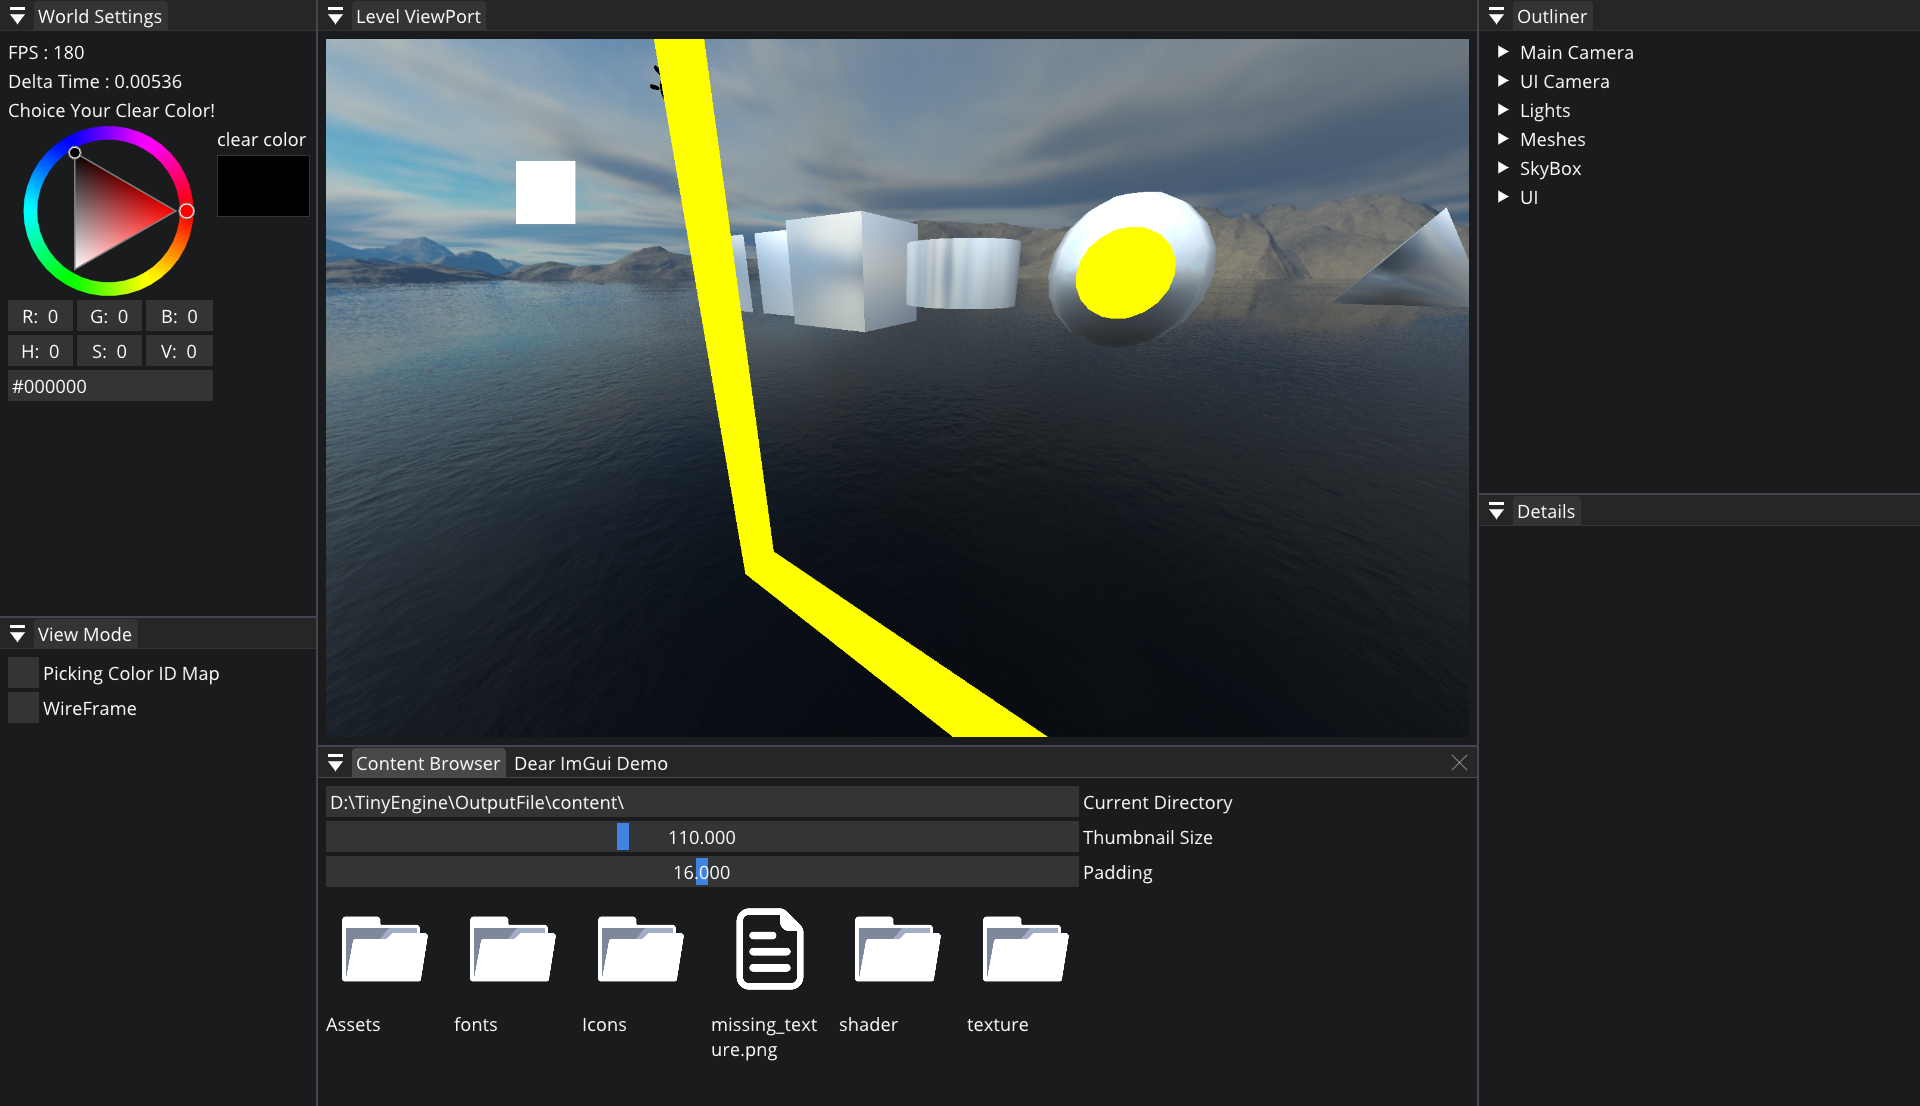 World Settings
FPS : 180
Delta Time : 0.00536
Choice Your Clear Color!
clear color
R: 0 G: 0 B: 0
H: 0 S: 0 V: 0
#000000
View Mode
Picking Color ID Map
WireFrame
Level ViewPort
Content Browser Dear ImGui Demo
D:\TinyEngine\OutputFile\content\ Current Directory
110.000 Thumbnail Size
16.000 Padding
Assets
fonts
Icons
missing_text
ure.png
shader
texture
Outliner
Main Camera
UI Camera
Lights
Meshes
SkyBox
UI
Details